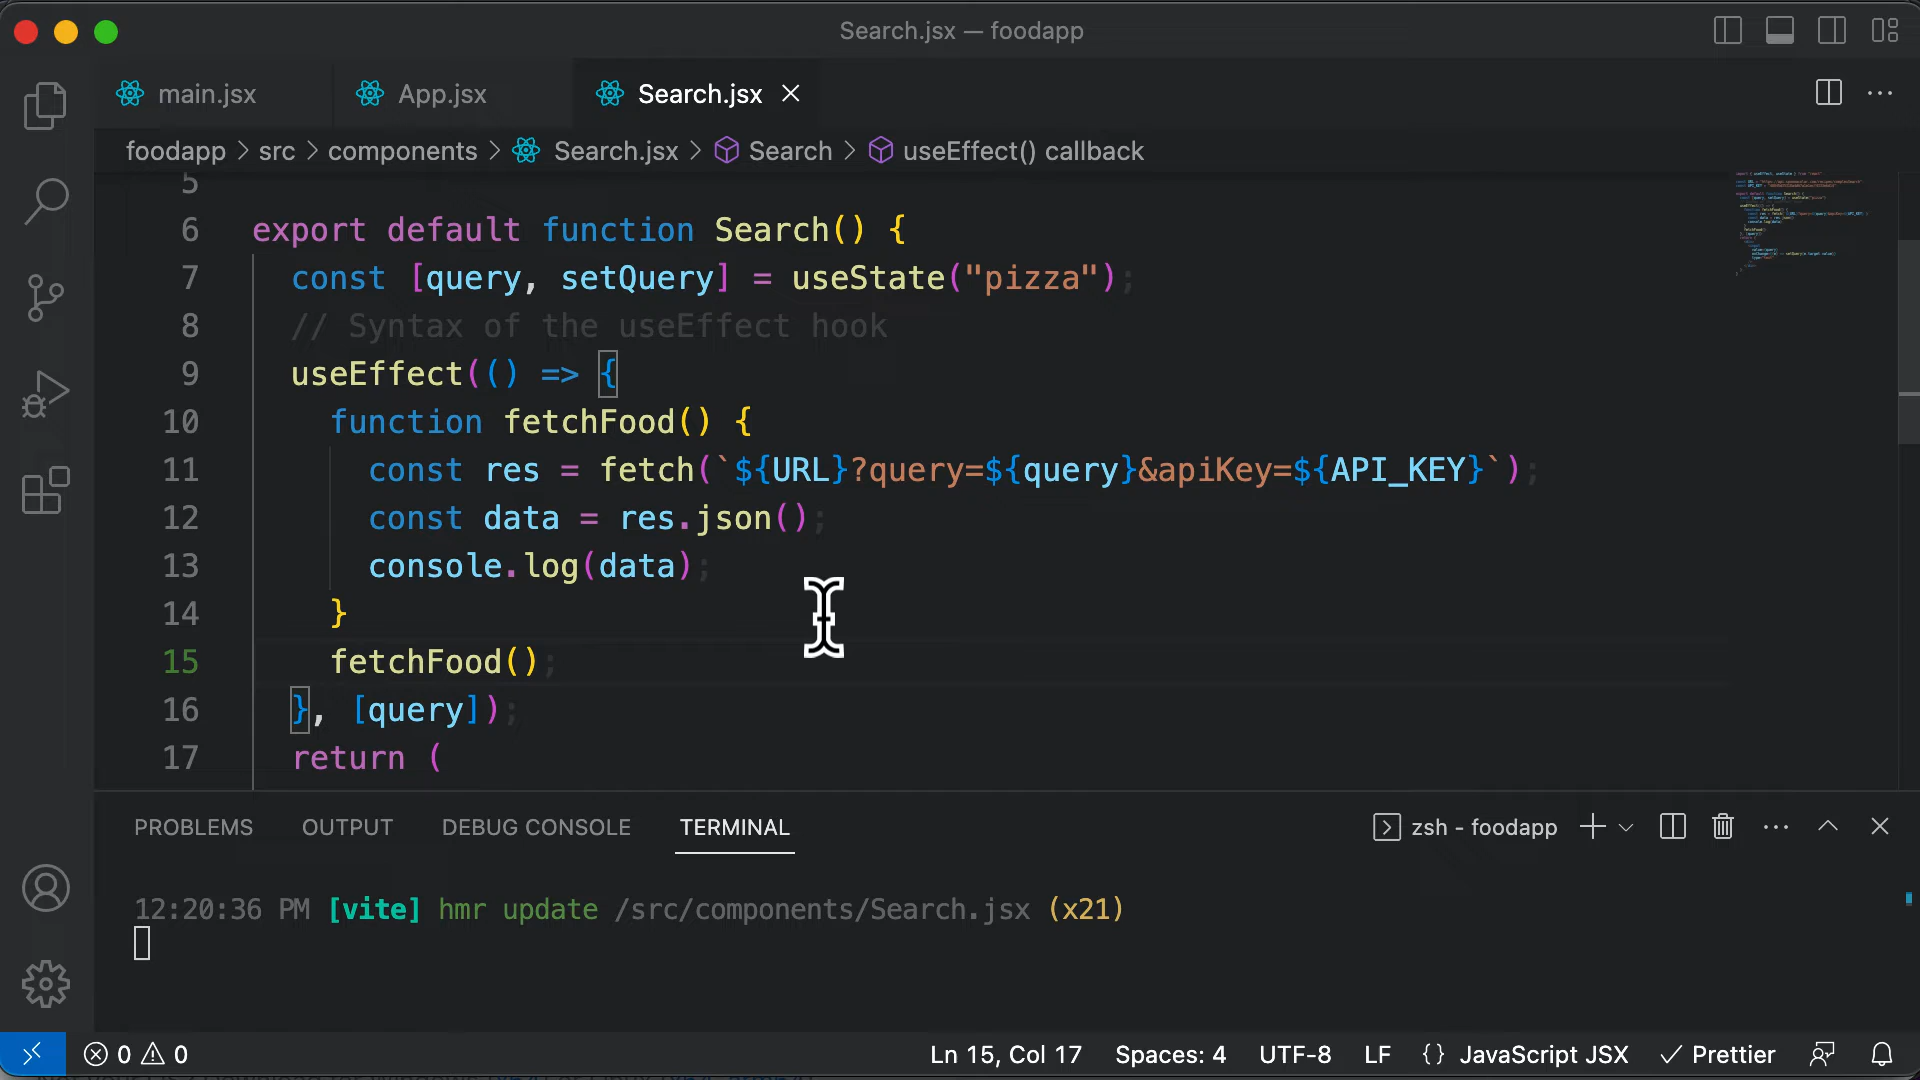 Search.jsx — foodapp
main.jsx App.jsx Search.jsx
foodapp > src > components > Search.jsx > Search > useEffect() callback
5
6 export default function Search() {
7 const [query, setQuery] = useState("pizza");
8 // Syntax of the useEffect hook
9 useEffect(() => {
10 function fetchFood() {
11 const res = fetch(`${URL}?query=${query}&apiKey=${API_KEY}`);
12 const data = res.json();
13 console.log(data);
14 }
15 fetchFood();
16 }, [query]);
17 return (
PROBLEMS OUTPUT DEBUG CONSOLE TERMINAL zsh - foodapp
12:20:36 PM [vite] hmr update /src/components/Search.jsx (x21)
0 0 Ln 15, Col 17 Spaces: 4 UTF-8 LF {} JavaScript JSX Prettier